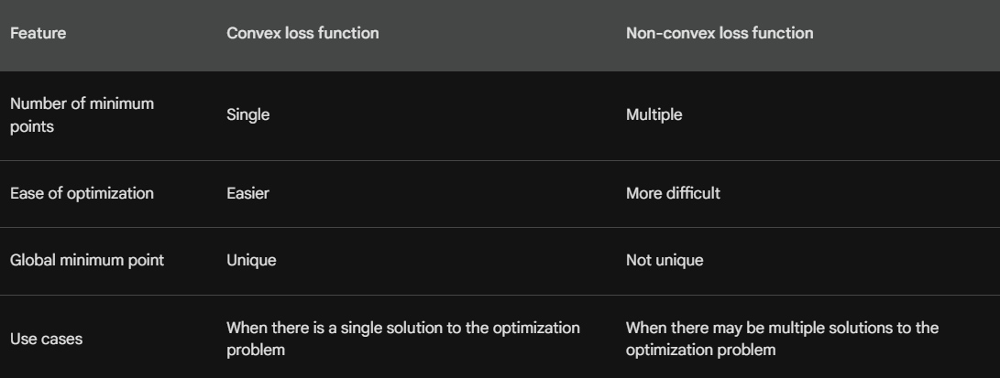 Feature Convex loss function Non-convex loss function
Number of minimum
points
Single Multiple
Ease of optimization Easier More difficult
Global minimum point Unique Not unique
Use cases
When there is a single solution to the optimization
problem
When there may be multiple solutions to the
optimization problem